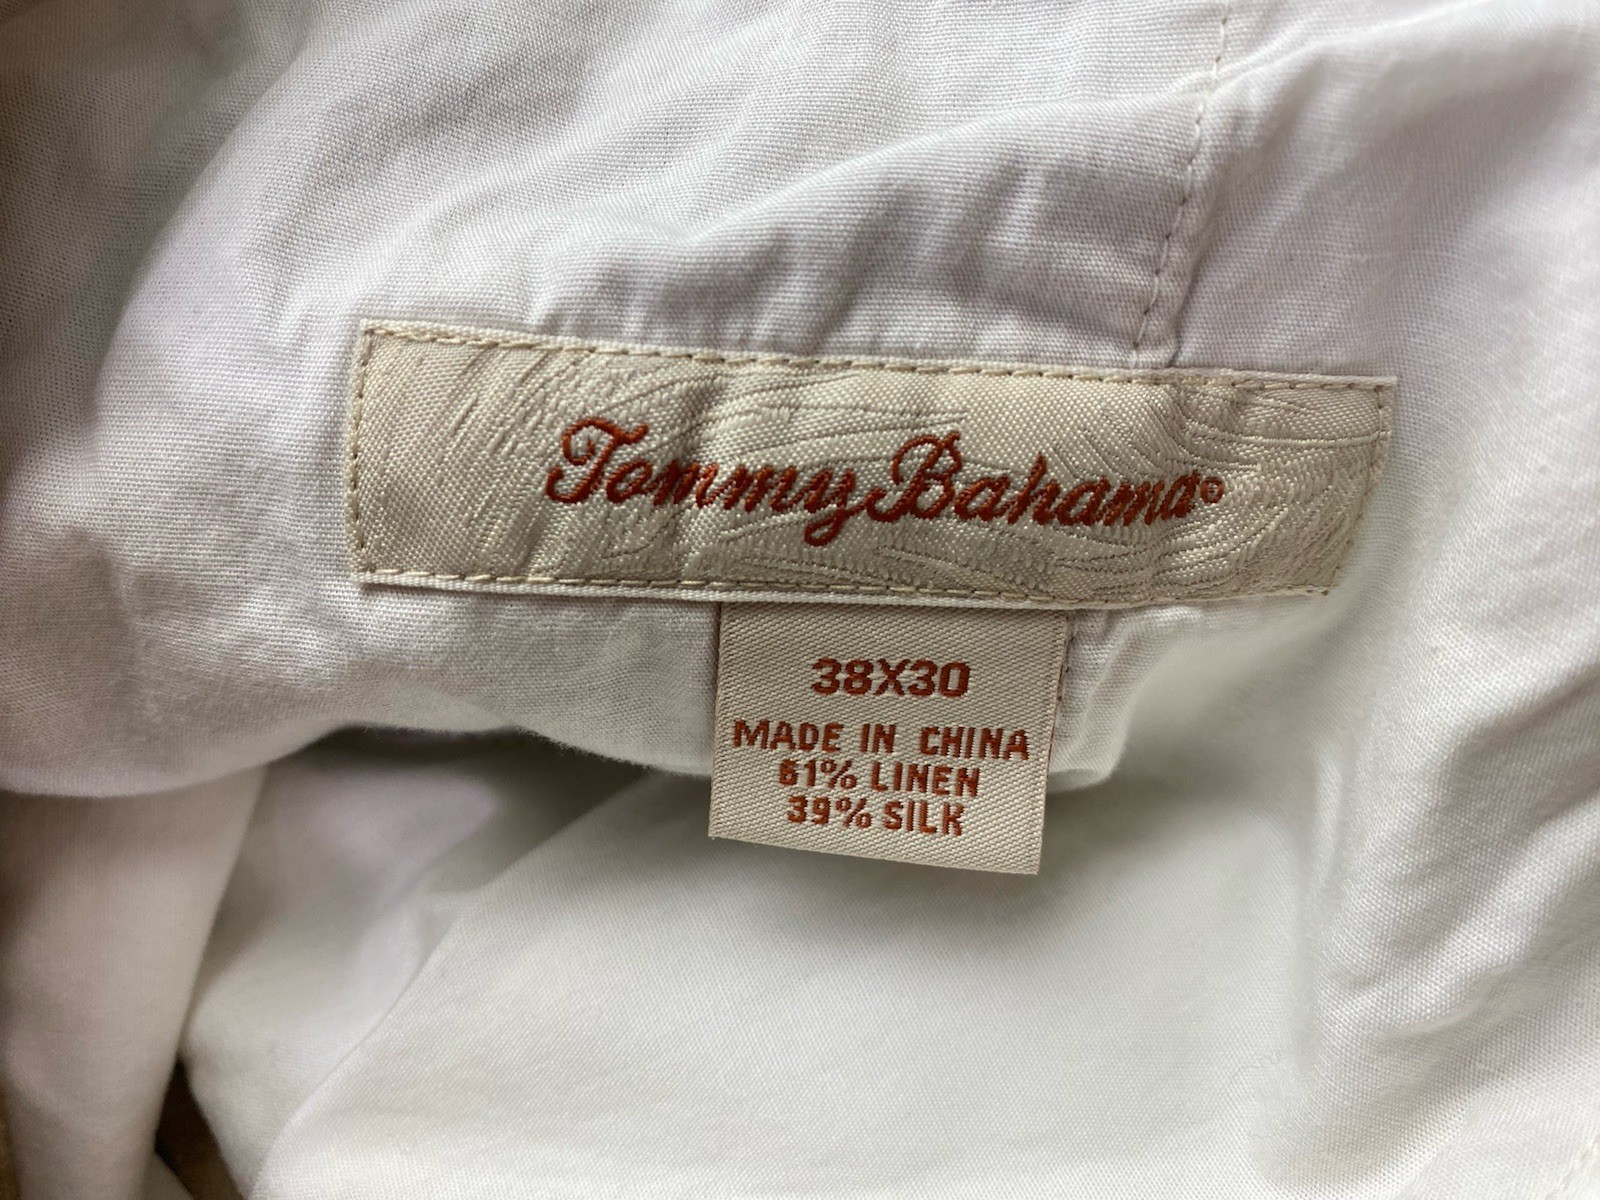 Tommy Bahama®
38X30
MADE IN CHINA
61% LINEN
39% SILK